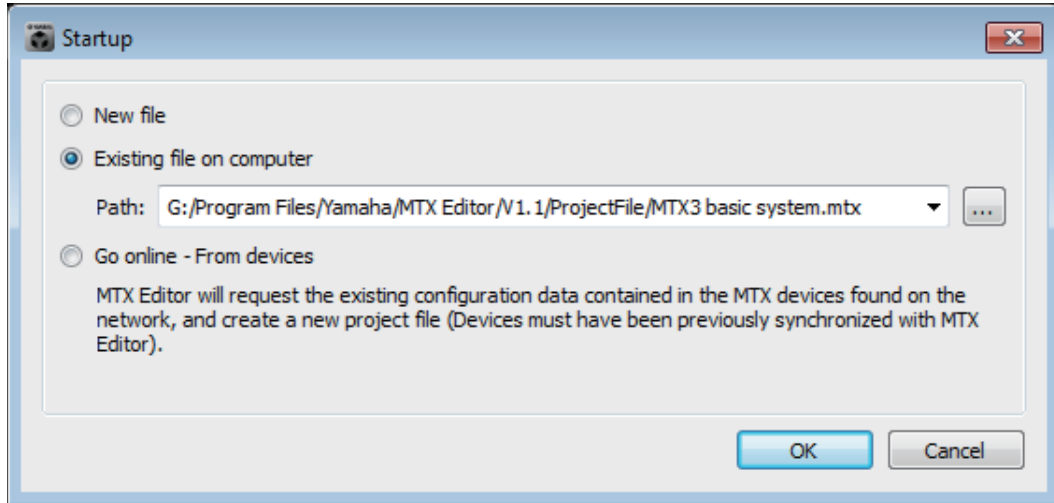 Startup
New file
Existing file on computer
Path: G:/Program Files/Yamaha/MTX Editor/V1.1/ProjectFile/MTX3 basic system.mtx ...
Go online - From devices
MTX Editor will request the existing configuration data contained in the MTX devices found on the
network, and create a new project file (Devices must have been previously synchronized with MTX
Editor).
OK Cancel